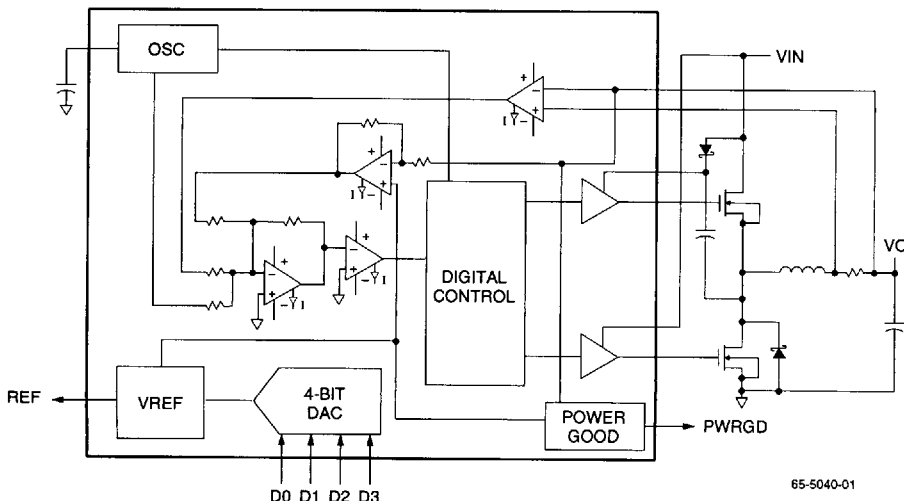 OSC
VIN
+
−
+
I
−
+
−
+
I
−
+
−
+
−
I
+
−
+
−
I
DIGITAL
CONTROL
VO
REF
VREF
4-BIT
DAC
POWER
GOOD
PWRGD
D0 D1 D2 D3
65-5040-01